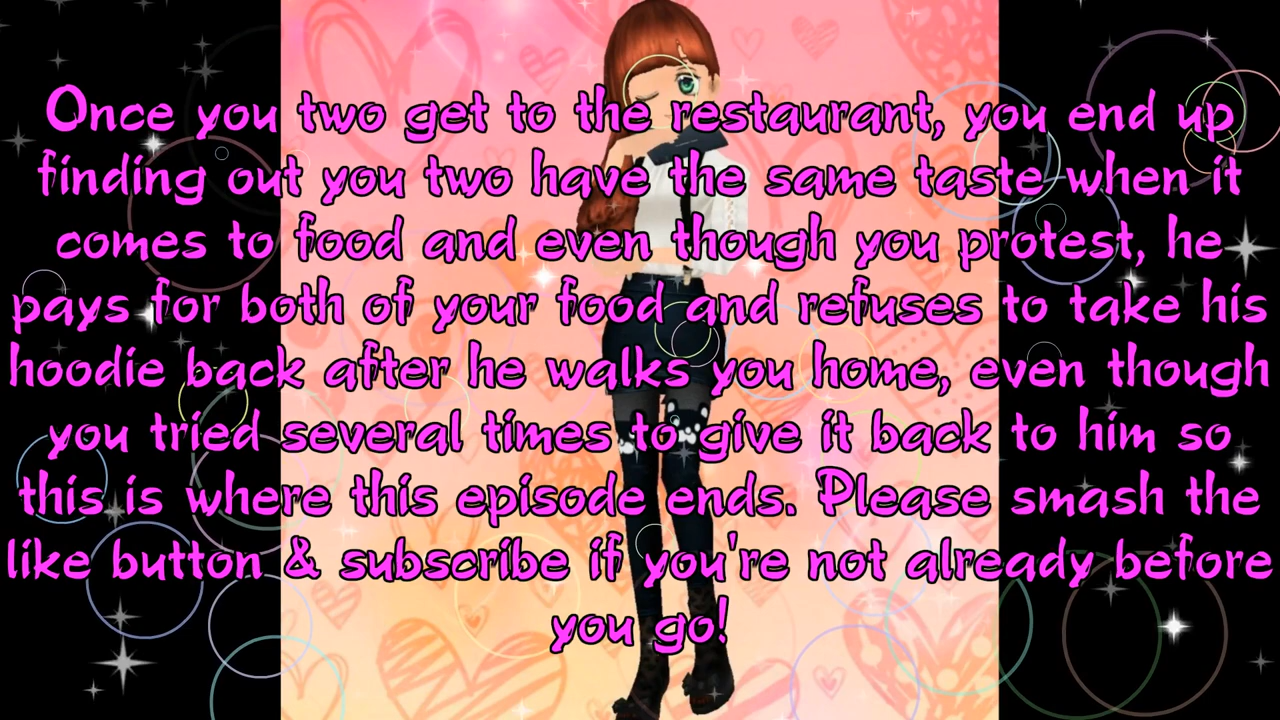 Once you two get to the restaurant, you end up
finding out you two have the same taste when it
comes to food and even though you protest, he
pays for both of your food and refuses to take his
hoodie back after he walks you home, even though
you tried several times to give it back to him so
this is where this episode ends. Please smash the
like button & subscribe if you're not already before
you go!